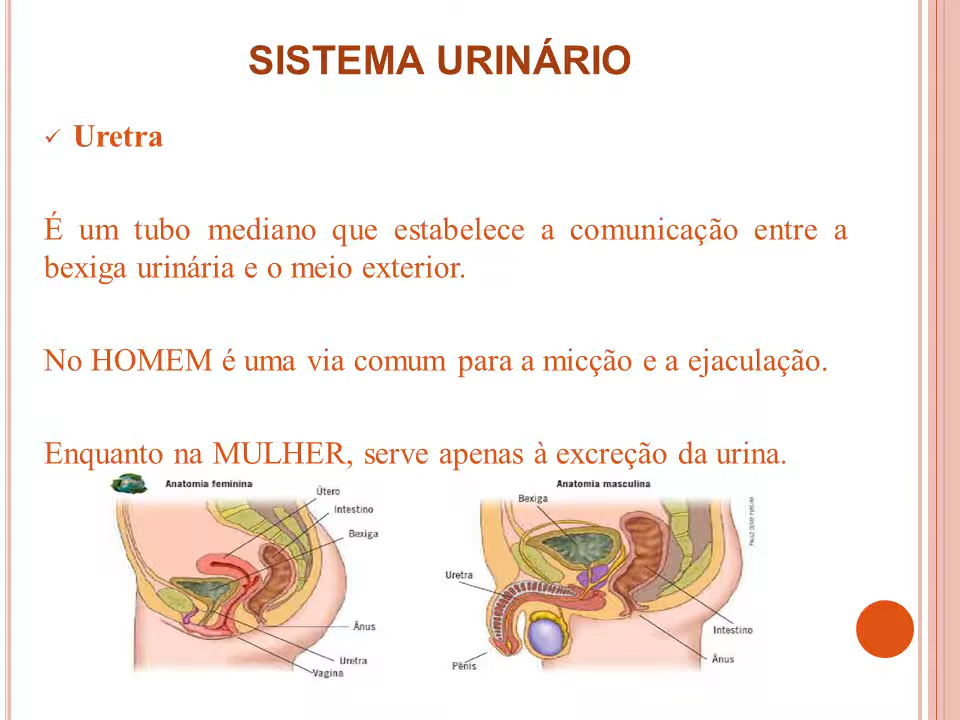 SISTEMA URINÁRIO
✓ Uretra
É um tubo mediano que estabelece a comunicação entre a
bexiga urinária e o meio exterior.
No HOMEM é uma via comum para a micção e a ejaculação.
Enquanto na MULHER, serve apenas à excreção da urina.
Anatomia feminina
Útero
Intestino
Bexiga
Ânus
Uretra
Vagina
Anatomia masculina
Bexiga
Uretra
Intestino
Ânus
Pênis